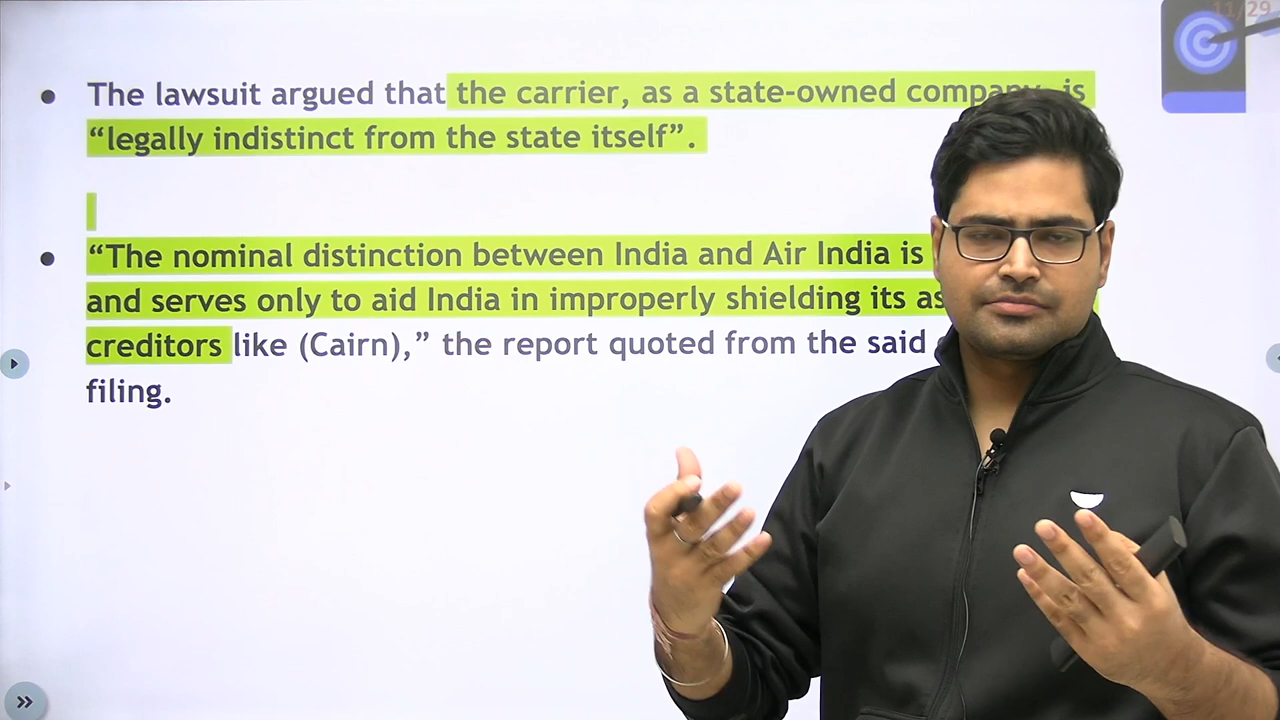 11/29
The lawsuit argued that the carrier, as a state-owned company, is
“legally indistinct from the state itself”.
“The nominal distinction between India and Air India is
and serves only to aid India in improperly shielding its
creditors like (Cairn),” the report quoted from the said
filing.